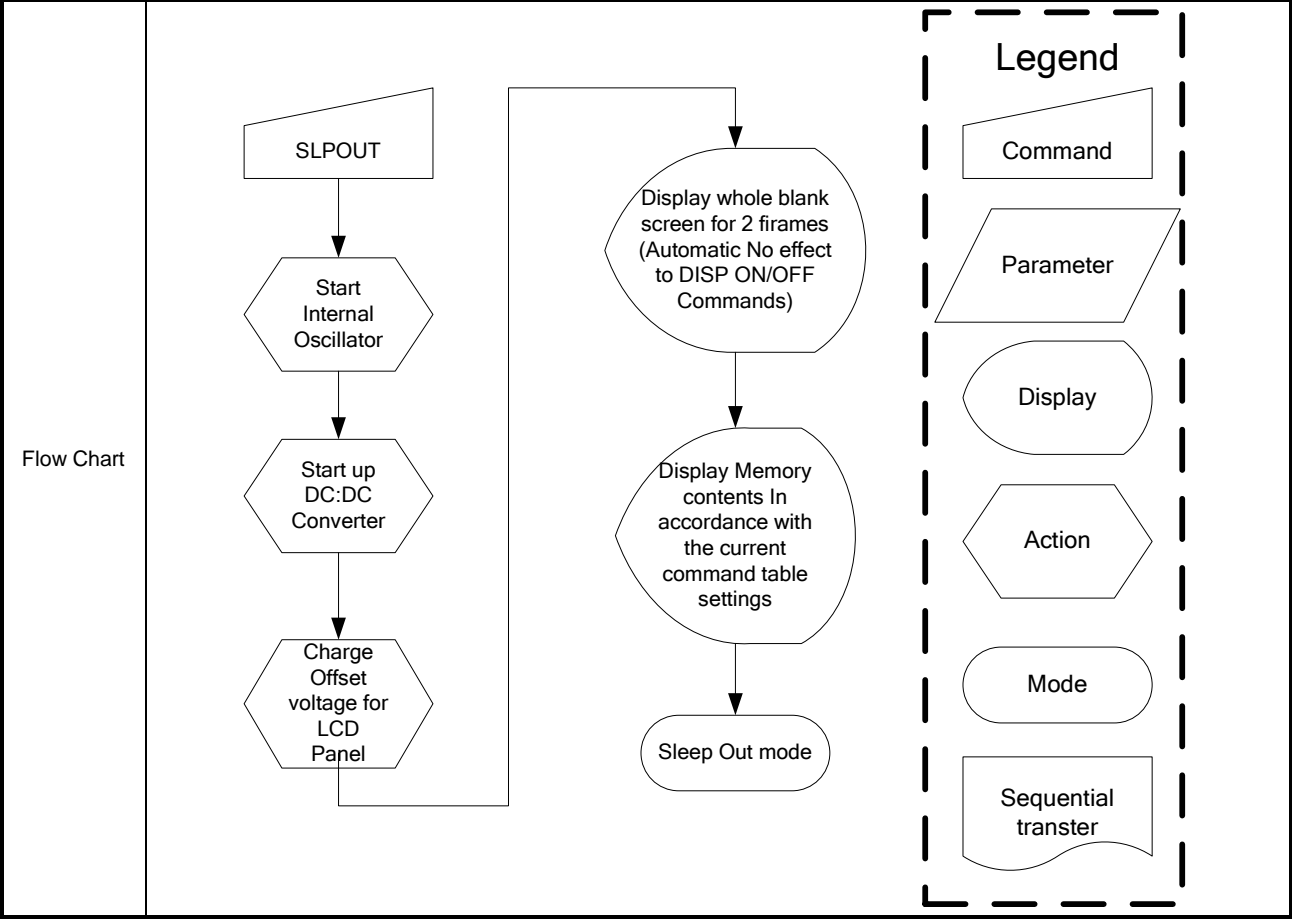 Flow Chart
SLPOUT
Start
Internal
Oscillator
Start up
DC:DC
Converter
Charge
Offset
voltage for
LCD
Panel
Display whole blank
screen for 2 firames
(Automatic No effect
to DISP ON/OFF
Commands)
Display Memory
contents In
accordance with
the current
command table
settings
Sleep Out mode
Legend
Command
Parameter
Display
Action
Mode
Sequential
transter